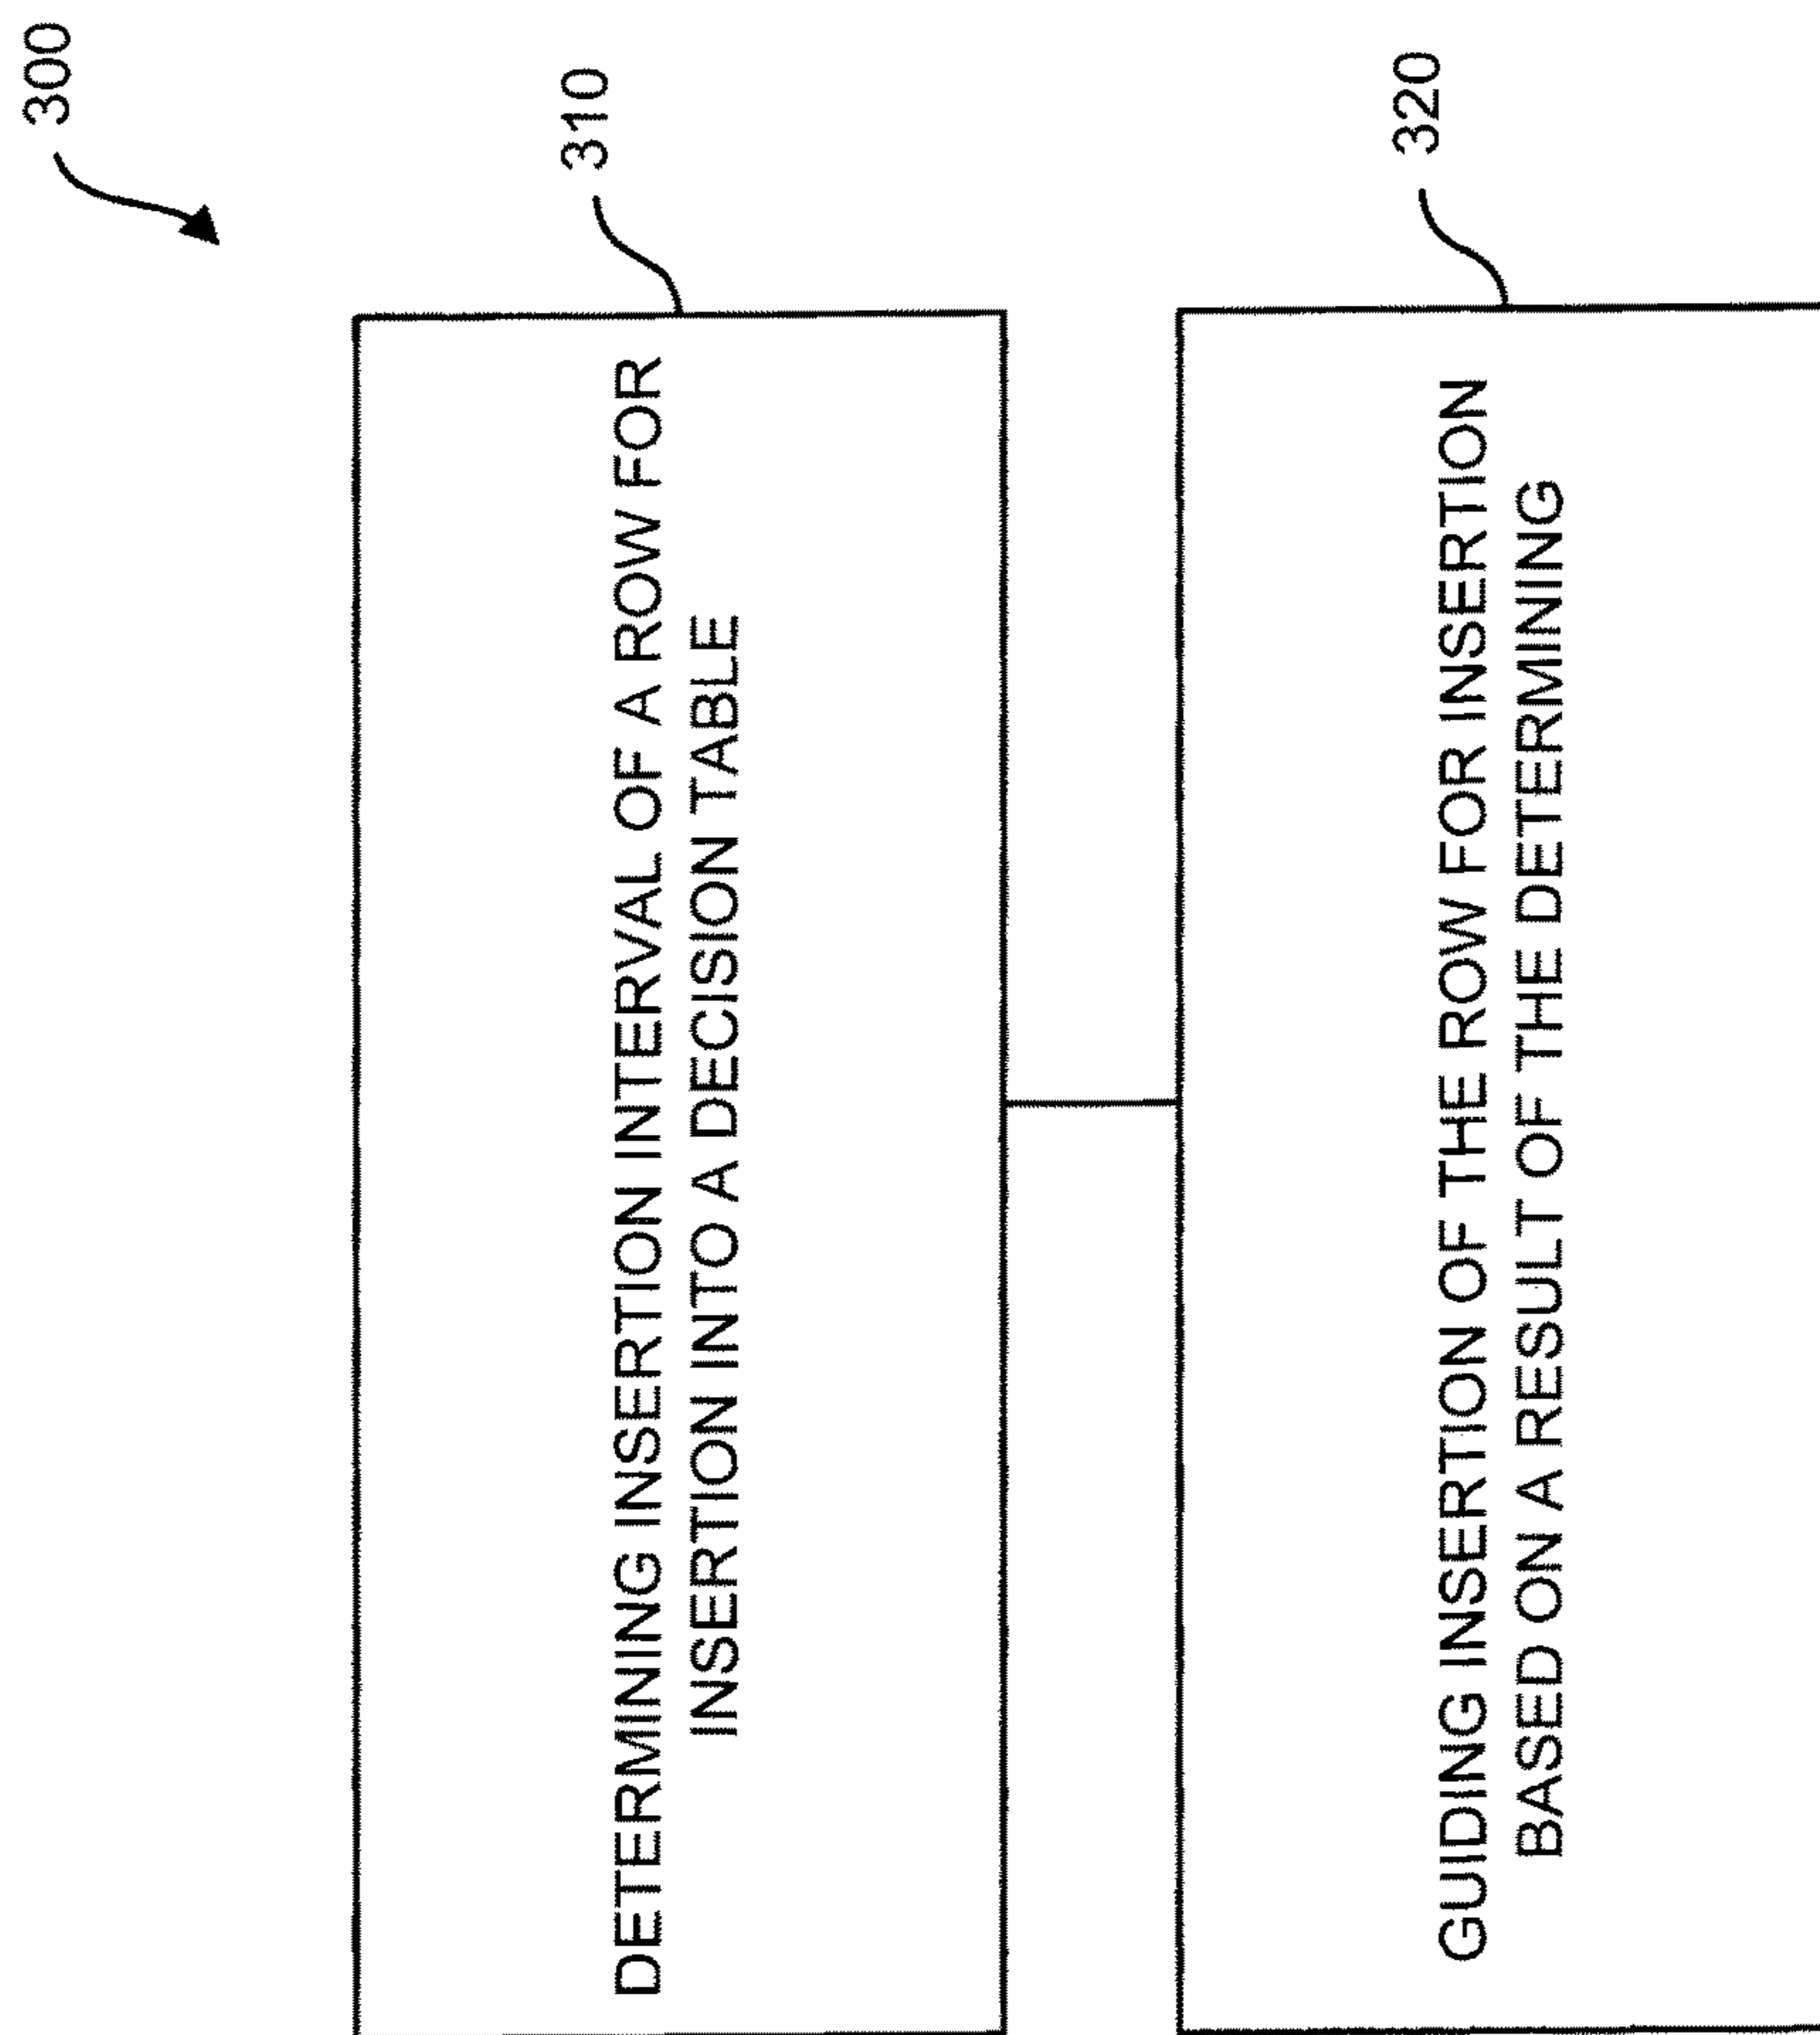 300
310
DETERMINING INSERTION INTERVAL OF A ROW FOR
INSERTION INTO A DECISION TABLE
320
GUIDING INSERTION OF THE ROW FOR INSERTION
BASED ON A RESULT OF THE DETERMINING